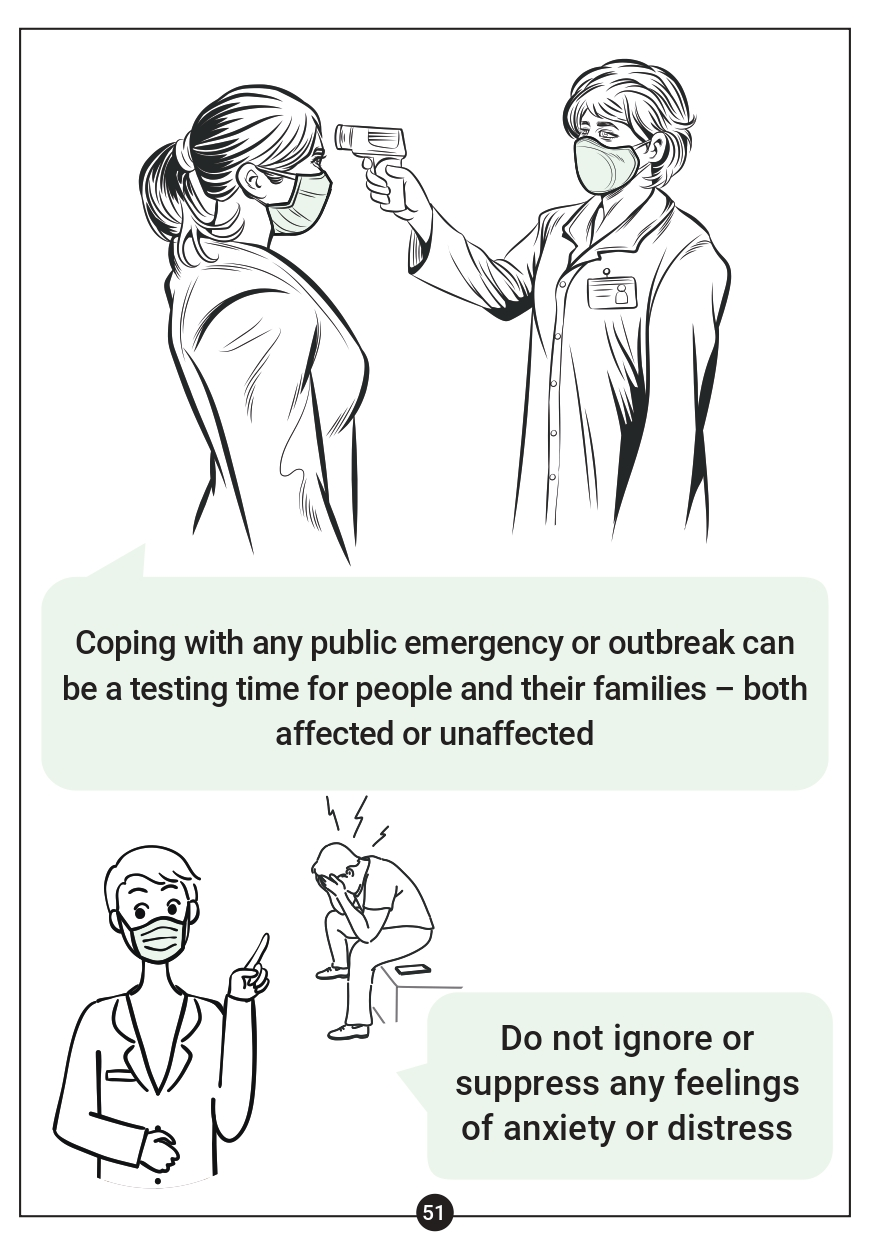 Coping with any public emergency or outbreak can
be a testing time for people and their families – both
affected or unaffected
Do not ignore or
suppress any feelings
of anxiety or distress
51